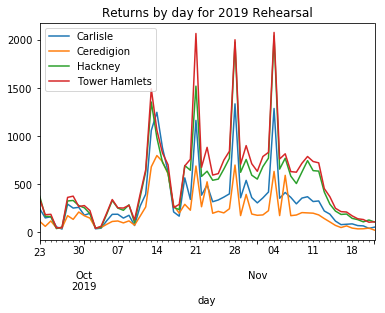 Returns by day for 2019 Rehearsal
Carlisle
Ceredigion
Hackney
Tower Hamlets
2000
1500
1000
500
0
23 30 07 14 21 28 04 11 18
Oct Nov
2019
day